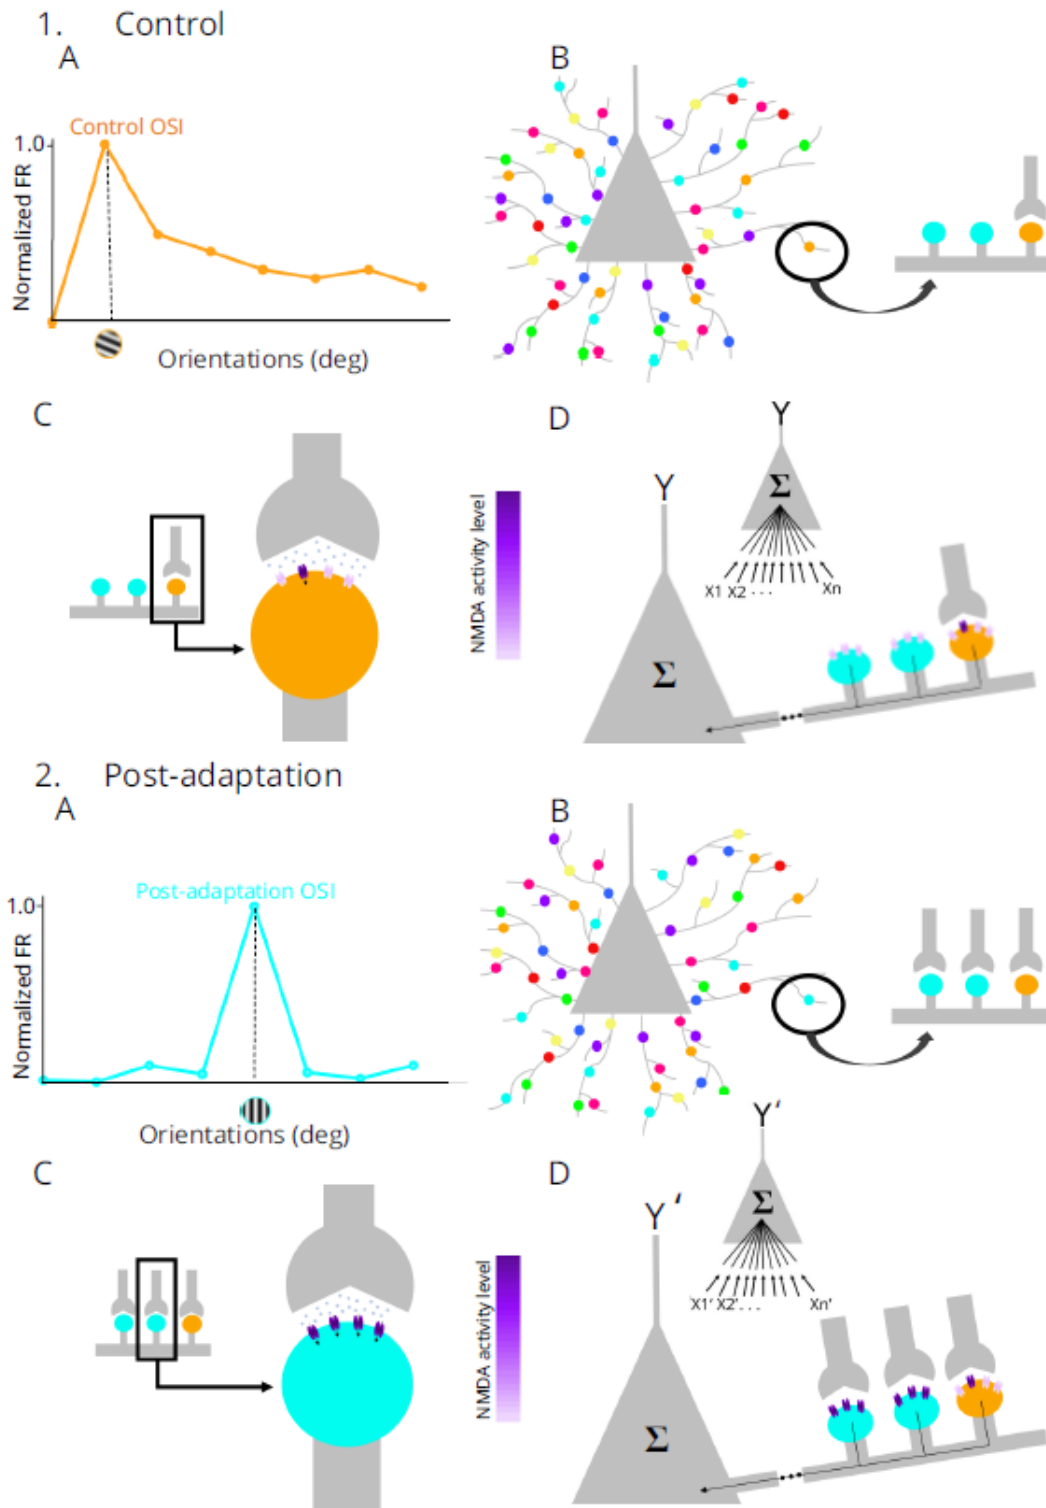 1. Control
A
B
Control OSI
1.0
Normalized FR
Orientations (deg)
C
D
Y
Σ
X1 X2 . . . Xn
Y
Σ
NMDA activity level
2. Post-adaptation
A
B
Post-adaptation OSI
1.0
Normalized FR
Orientations (deg)
C
D
Y‘
Σ
X1' X2'. . . Xn'
Y‘
Σ
NMDA activity level